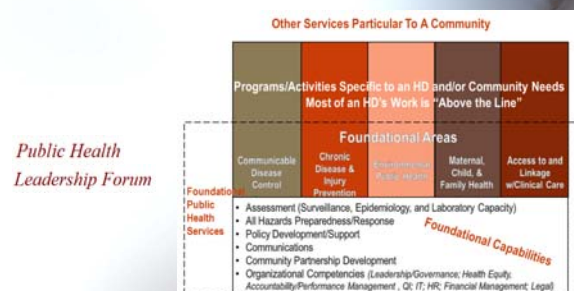 Other Services Particular To A Community
Programs/Activities Specific to an HD and/or Community Needs
Most of an HD's Work is "Above the Line"
Public Health
Leadership Forum
Foundational Areas
Communicable
Disease
Control
Chronic
Disease &
Injury
Prevention
Environmental
Public Health
Maternal,
Child, &
Family Health
Access to and
Linkage
w/Clinical Care
Foundational
Public
Health
Services
• Assessment (Surveillance, Epidemiology, and Laboratory Capacity)
• All Hazards Preparedness/Response
• Policy Development/Support
• Communications
• Community Partnership Development
• Organizational Competencies (Leadership/Governance; Health Equity,
Accountability/Performance Management , QI; IT; HR; Financial Management; Legal)
Foundational Capabilities